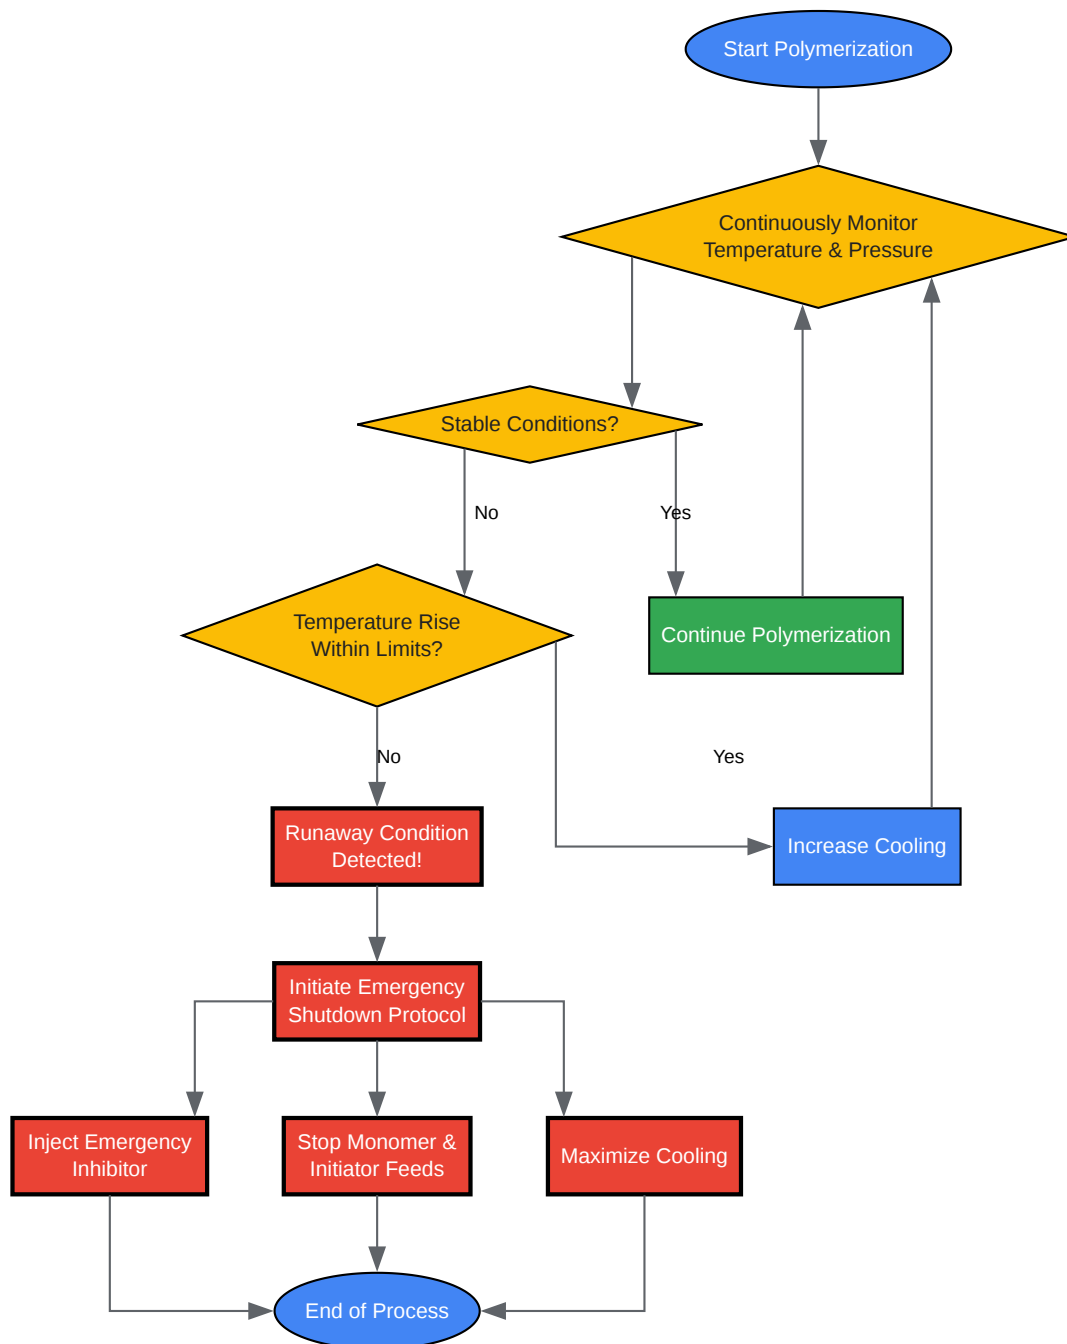 Start Polymerization
Continuously Monitor
Temperature & Pressure
Stable Conditions?
No
Yes
Temperature Rise
Within Limits?
Continue Polymerization
No
Yes
Runaway Condition
Detected!
Increase Cooling
Initiate Emergency
Shutdown Protocol
Inject Emergency
Inhibitor
Stop Monomer &
Initiator Feeds
Maximize Cooling
End of Process